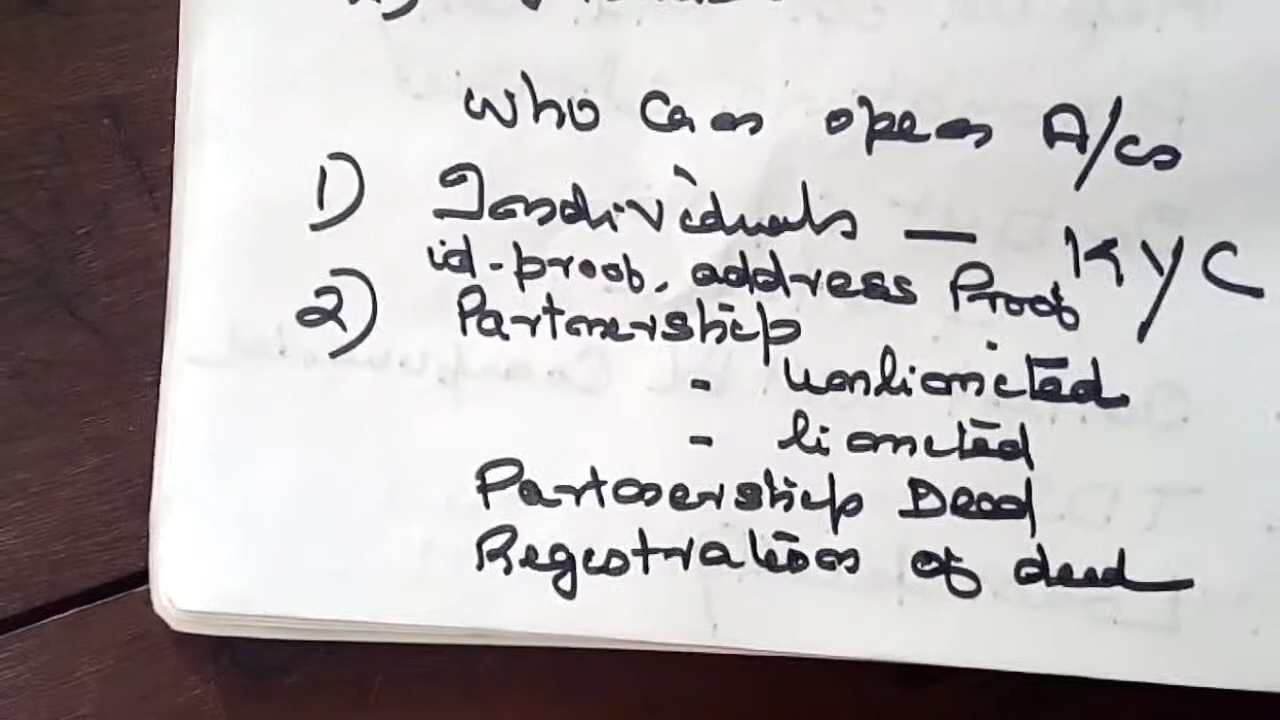 who can open A/cs
1) Individuals — KYC
id-proof, address Proof
2) Partnership
- unlimited
- limited
Partnership Deed
Registration of deed